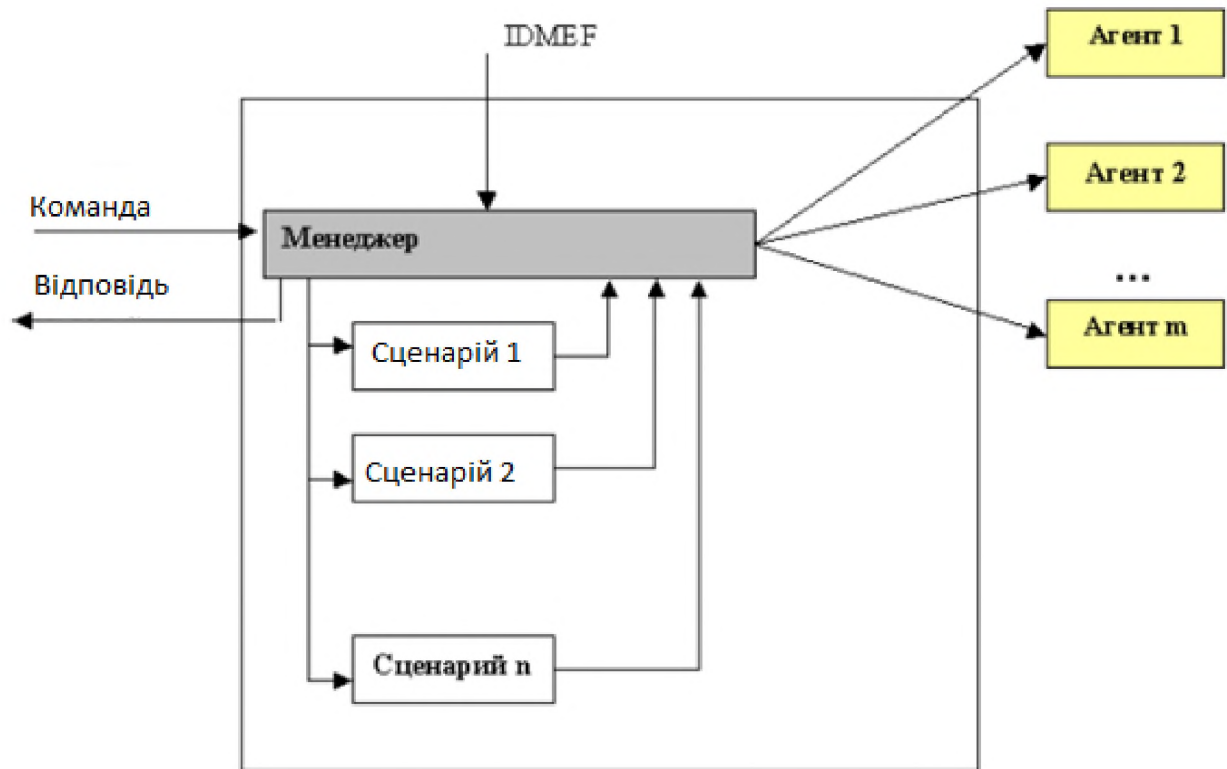 IDMEF
Агент 1
Агент 2
Команда
Менеджер
Відповідь
...
Агент m
Сценарій 1
Сценарій 2
Сценарий n